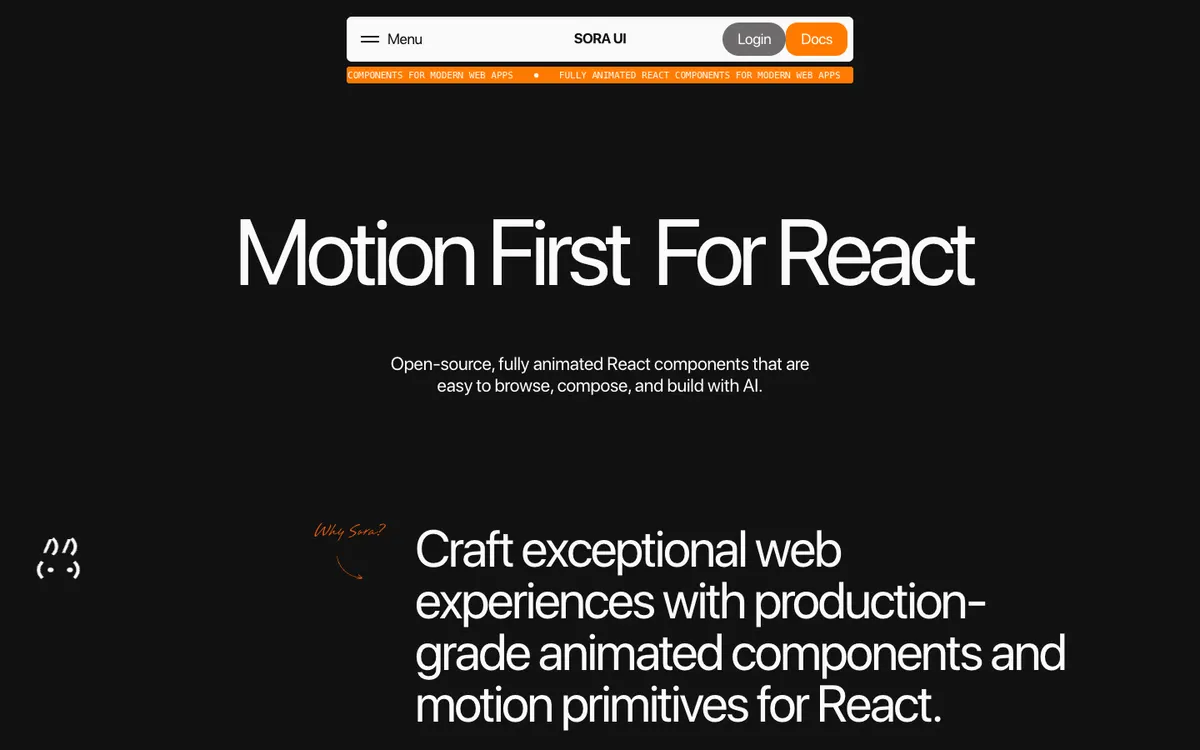 Menu
SORA UI
Login
Docs
COMPONENTS FOR MODERN WEB APPS • FULLY ANIMATED REACT COMPONENTS FOR MODERN WEB APPS
Motion First For React
Open-source, fully animated React components that are
easy to browse, compose, and build with AI.
Why Sora?
Craft exceptional web
experiences with production-
grade animated components and
motion primitives for React.